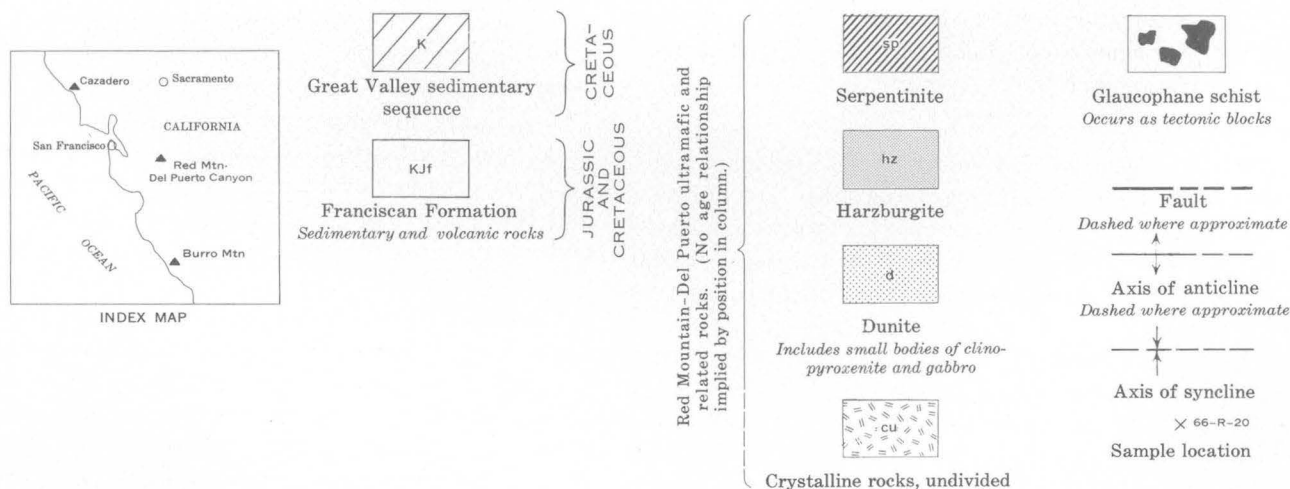 Cazadero
Sacramento
CALIFORNIA
San Francisco
Red Mtn-
Del Puerto Canyon
PACIFIC
OCEAN
Burro Mtn
INDEX MAP
K
Great Valley sedimentary
sequence
CRETA-
CEOUS
KJf
Franciscan Formation
Sedimentary and volcanic rocks
JURASSIC
AND
CRETACEOUS
Red Mountain-Del Puerto ultramafic and
related rocks. (No age relationship
implied by position in column.)
sp
Serpentinite
hz
Harzburgite
d
Dunite
Includes small bodies of clino-
pyroxenite and gabbro
cu
Crystalline rocks, undivided
Glaucophane schist
Occurs as tectonic blocks
Fault
Dashed where approximate
Axis of anticline
Dashed where approximate
Axis of syncline
× 66-R-20
Sample location